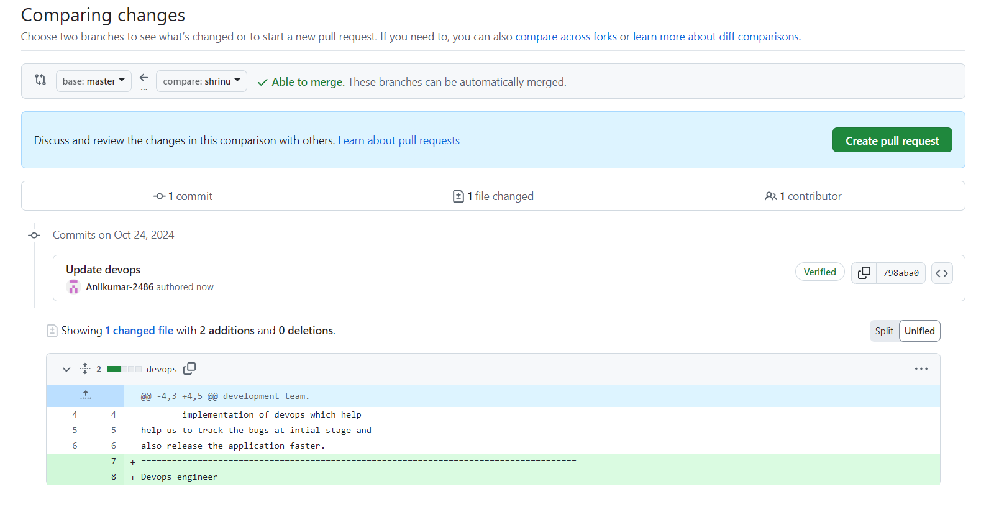 Comparing changes
Choose two branches to see what's changed or to start a new pull request. If you need to, you can also compare across forks or learn more about diff comparisons.
base: master ... compare: shrinu Able to merge. These branches can be automatically merged.
Discuss and review the changes in this comparison with others. Learn about pull requests Create pull request
1 commit 1 file changed 1 contributor
Commits on Oct 24, 2024
Update devops
Verified 798aba0
Anilkumar-2486 authored now
Showing 1 changed file with 2 additions and 0 deletions.
Split Unified
2 devops
@@ -4,3 +4,5 @@ development team.
4 4 implementation of devops which help
5 5 help us to track the bugs at intial stage and
6 6 also release the application faster.
7 + =====================================================================================
8 + Devops engineer